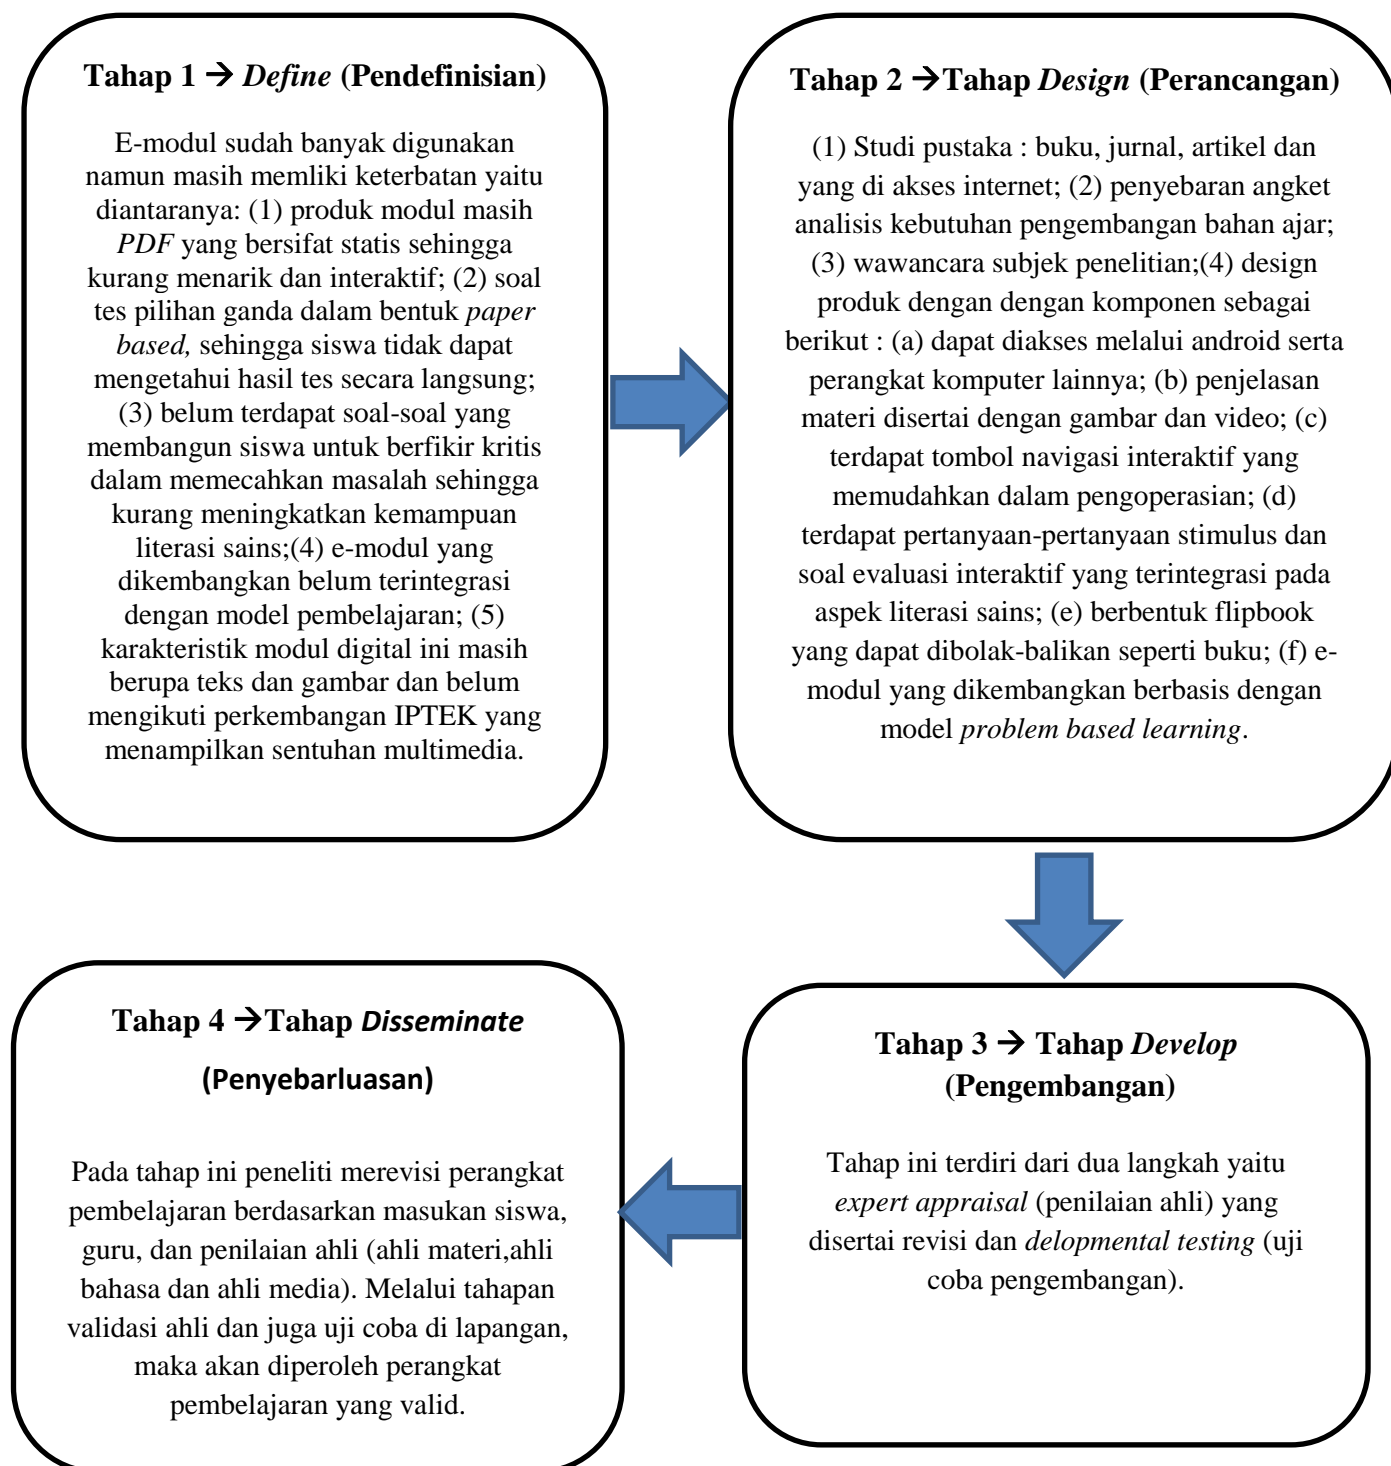 Tahap 1 → Define (Pendefinisian)
E-modul sudah banyak digunakan
namun masih memliki keterbatan yaitu
diantaranya: (1) produk modul masih
PDF yang bersifat statis sehingga
kurang menarik dan interaktif; (2) soal
tes pilihan ganda dalam bentuk paper
based, sehingga siswa tidak dapat
mengetahui hasil tes secara langsung;
(3) belum terdapat soal-soal yang
membangun siswa untuk berfikir kritis
dalam memecahkan masalah sehingga
kurang meningkatkan kemampuan
literasi sains;(4) e-modul yang
dikembangkan belum terintegrasi
dengan model pembelajaran; (5)
karakteristik modul digital ini masih
berupa teks dan gambar dan belum
mengikuti perkembangan IPTEK yang
menampilkan sentuhan multimedia.
Tahap 2 →Tahap Design (Perancangan)
(1) Studi pustaka : buku, jurnal, artikel dan
yang di akses internet; (2) penyebaran angket
analisis kebutuhan pengembangan bahan ajar;
(3) wawancara subjek penelitian;(4) design
produk dengan dengan komponen sebagai
berikut : (a) dapat diakses melalui android serta
perangkat komputer lainnya; (b) penjelasan
materi disertai dengan gambar dan video; (c)
terdapat tombol navigasi interaktif yang
memudahkan dalam pengoperasian; (d)
terdapat pertanyaan-pertanyaan stimulus dan
soal evaluasi interaktif yang terintegrasi pada
aspek literasi sains; (e) berbentuk flipbook
yang dapat dibolak-balikan seperti buku; (f) e-
modul yang dikembangkan berbasis dengan
model problem based learning.
Tahap 3 → Tahap Develop
(Pengembangan)
Tahap ini terdiri dari dua langkah yaitu
expert appraisal (penilaian ahli) yang
disertai revisi dan delopmental testing (uji
coba pengembangan).
Tahap 4 →Tahap Disseminate
(Penyebarluasan)
Pada tahap ini peneliti merevisi perangkat
pembelajaran berdasarkan masukan siswa,
guru, dan penilaian ahli (ahli materi,ahli
bahasa dan ahli media). Melalui tahapan
validasi ahli dan juga uji coba di lapangan,
maka akan diperoleh perangkat
pembelajaran yang valid.